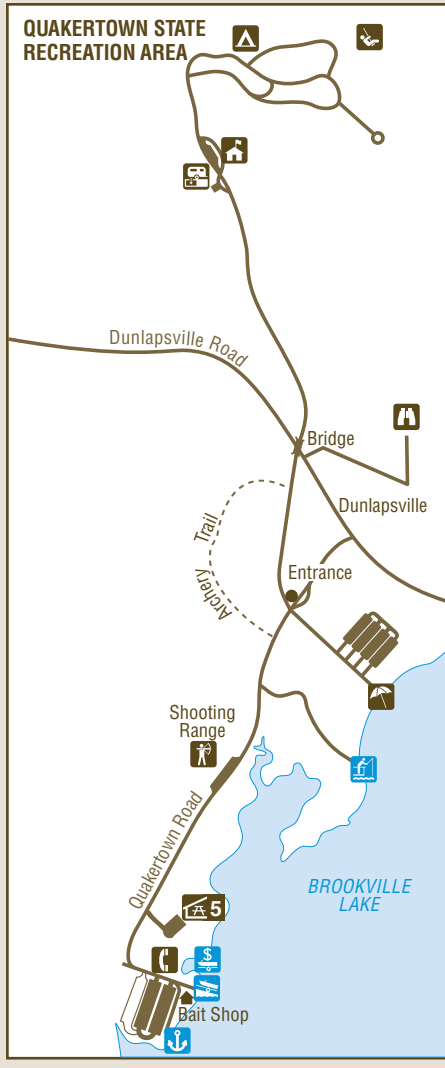 QUAKERTOWN STATE
RECREATION AREA
Dunlapsville Road
Bridge
Dunlapsville
Archery Trail
Entrance
Shooting
Range
Quakertown Road
BROOKVILLE
LAKE
5
$
Bait Shop